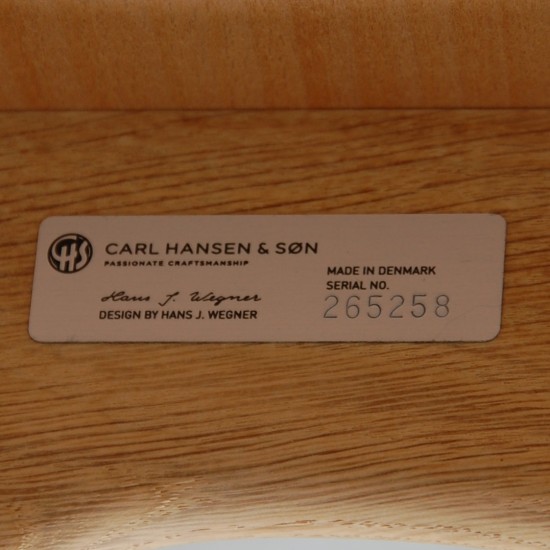 CHS
CARL HANSEN & SØN
PASSIONATE CRAFTSMANSHIP
Hans J. Wegner
DESIGN BY HANS J. WEGNER
MADE IN DENMARK
SERIAL NO.
265258